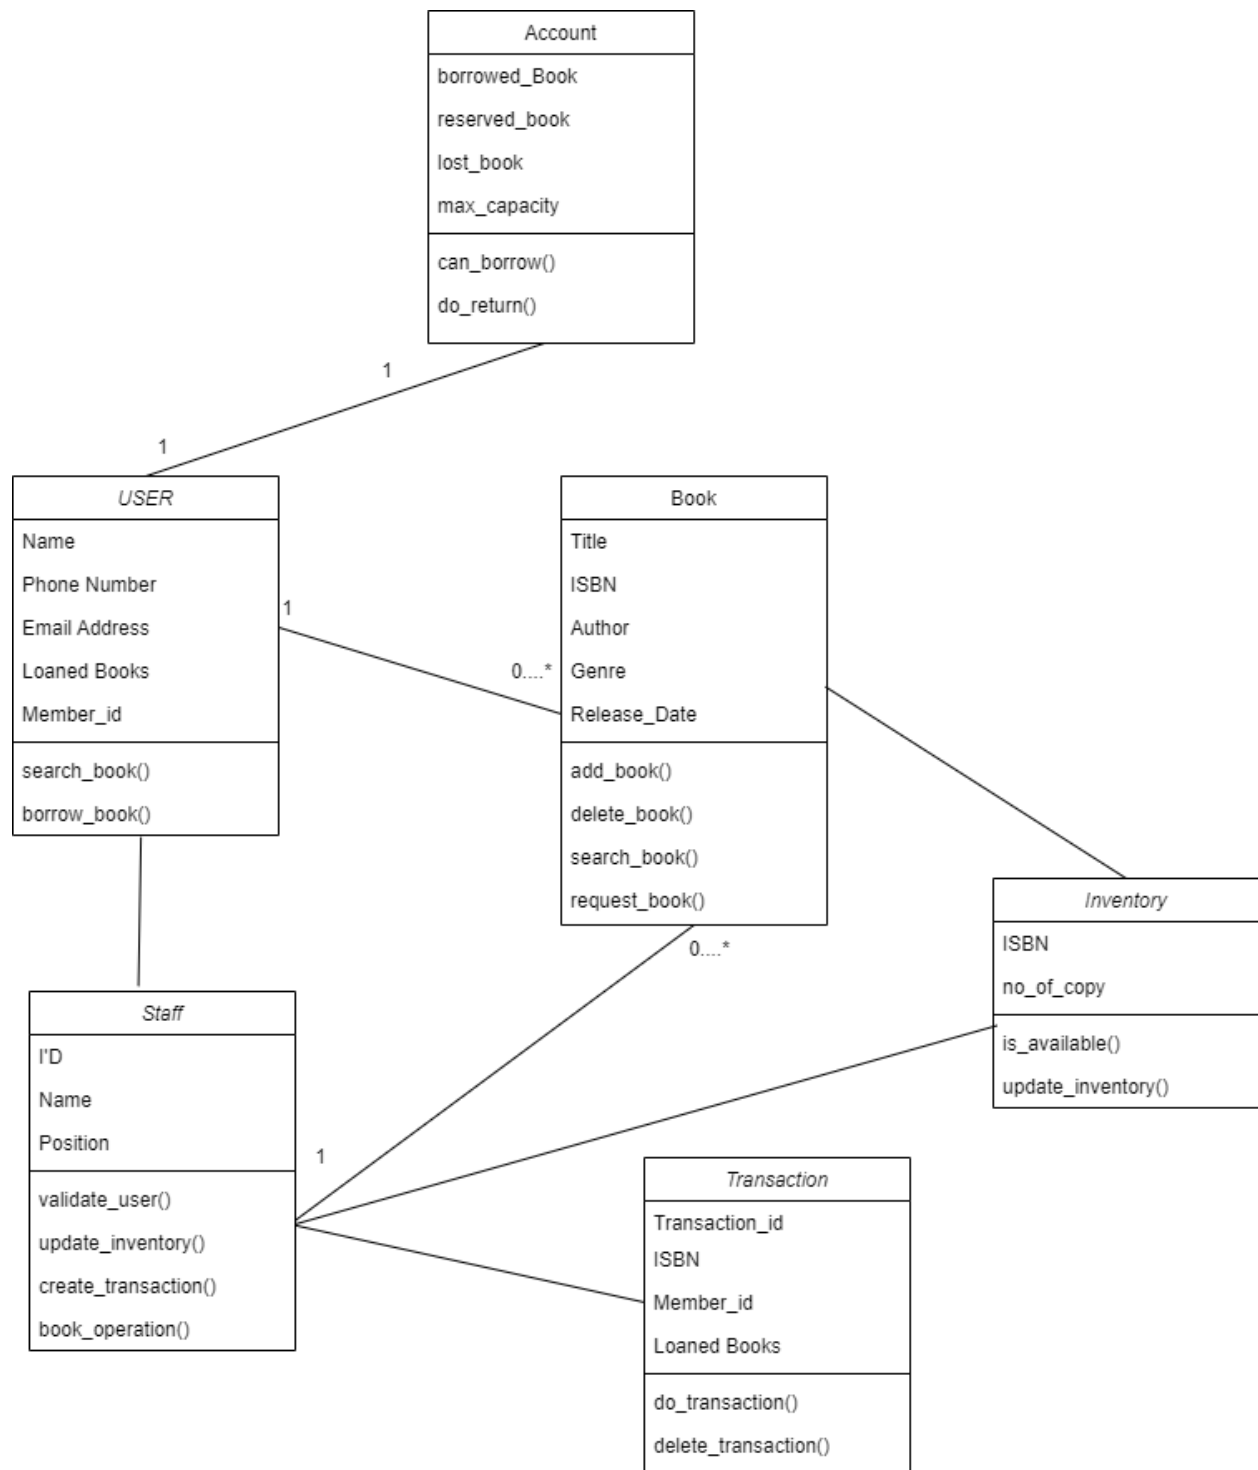 Account
borrowed_Book
reserved_book
lost_book
max_capacity
can_borrow()
do_return()
1
1
USER
Name
Phone Number
Email Address
Loaned Books
Member_id
search_book()
borrow_book()
1
0....*
Book
Title
ISBN
Author
Genre
Release_Date
add_book()
delete_book()
search_book()
request_book()
0....*
Inventory
ISBN
no_of_copy
is_available()
update_inventory()
Staff
I'D
Name
Position
validate_user()
update_inventory()
create_transaction()
book_operation()
1
Transaction
Transaction_id
ISBN
Member_id
Loaned Books
do_transaction()
delete_transaction()